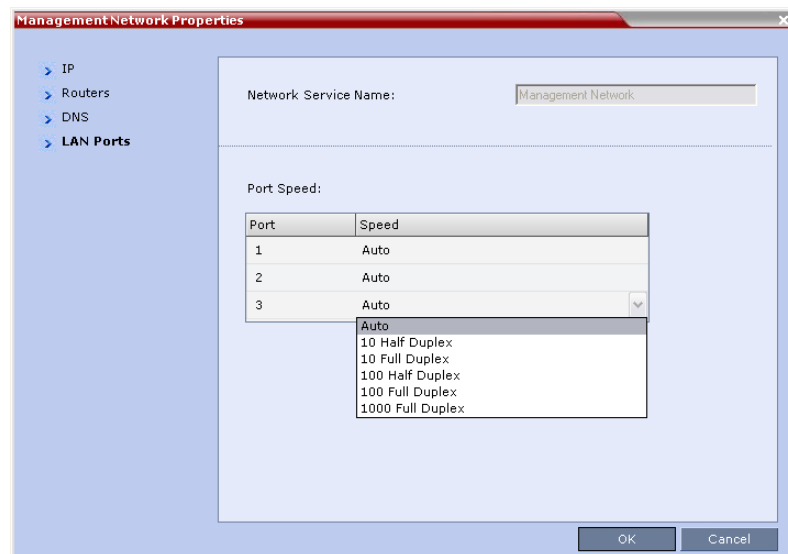 Management Network Properties
IP
Routers
DNS
LAN Ports
Network Service Name: Management Network
Port Speed:
Port Speed
1 Auto
2 Auto
3 Auto
Auto
10 Half Duplex
10 Full Duplex
100 Half Duplex
100 Full Duplex
1000 Full Duplex
OK Cancel